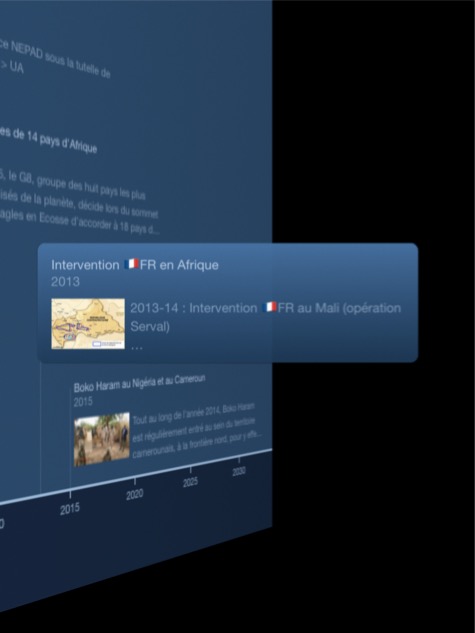 ce NEPAD sous la tutelle de
> UA
es de 14 pays d'Afrique
5, le G8, groupe des huit pays les plus
isés de la planète, décide lors du sommet
agles en Ecosse d'accorder à 18 pays d...
Intervention 🇫🇷FR en Afrique
2013
2013-14 : Intervention 🇫🇷FR au Mali (opération
Serval)
...
Boko Haram au Nigéria et au Cameroun
2015
Tout au long de l'année 2014, Boko Haram
est régulièrement entré au sein du territoire
camerounais, à la frontière nord, pour y effe...
0 2015 2020 2025 2030